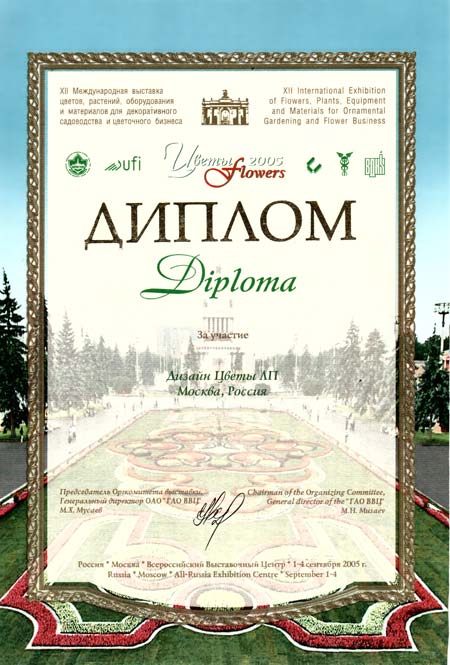 XII Международная выставка
цветов, растений, оборудования
и материалов для декоративного
садоводства и цветочного бизнеса
XII International Exhibition
of Flowers, Plants, Equipment
and Materials for Ornamental
Gardening and Flower Business
ufi
Цветы 2005
Flowers
ДИПЛОМ
Diploma
За участие
Дизайн Цветы ЛП
Москва, Россия
Председатель Оргкомитета выставки,
Генеральный директор ОАО "ГАО ВВЦ"
М.Х. Мусаев
Chairman of the Organizing Committee,
General director of the "ГАО ВВЦ"
M.H. Musaev
Россия * Москва * Всероссийский Выставочный Центр * 1-4 сентября 2005 г.
Russia * Moscow * All-Russia Exhibition Centre * September 1-4